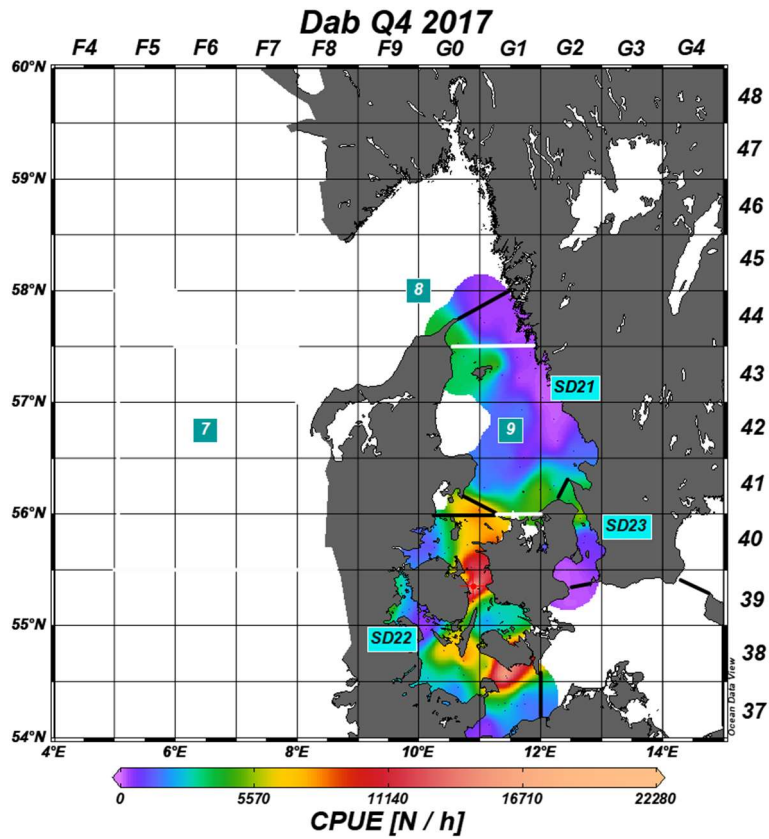 Dab Q4 2017
F4 F5 F6 F7 F8 F9 G0 G1 G2 G3 G4
60°N
48
47
59°N
46
45
58°N
8
44
43
SD21
57°N
7
9
42
41
56°N
SD23
40
39
55°N
SD22
38
37
Ocean Data View
54°N
4°E 6°E 8°E 10°E 12°E 14°E
0 5570 11140 16710 22280
CPUE [N / h]